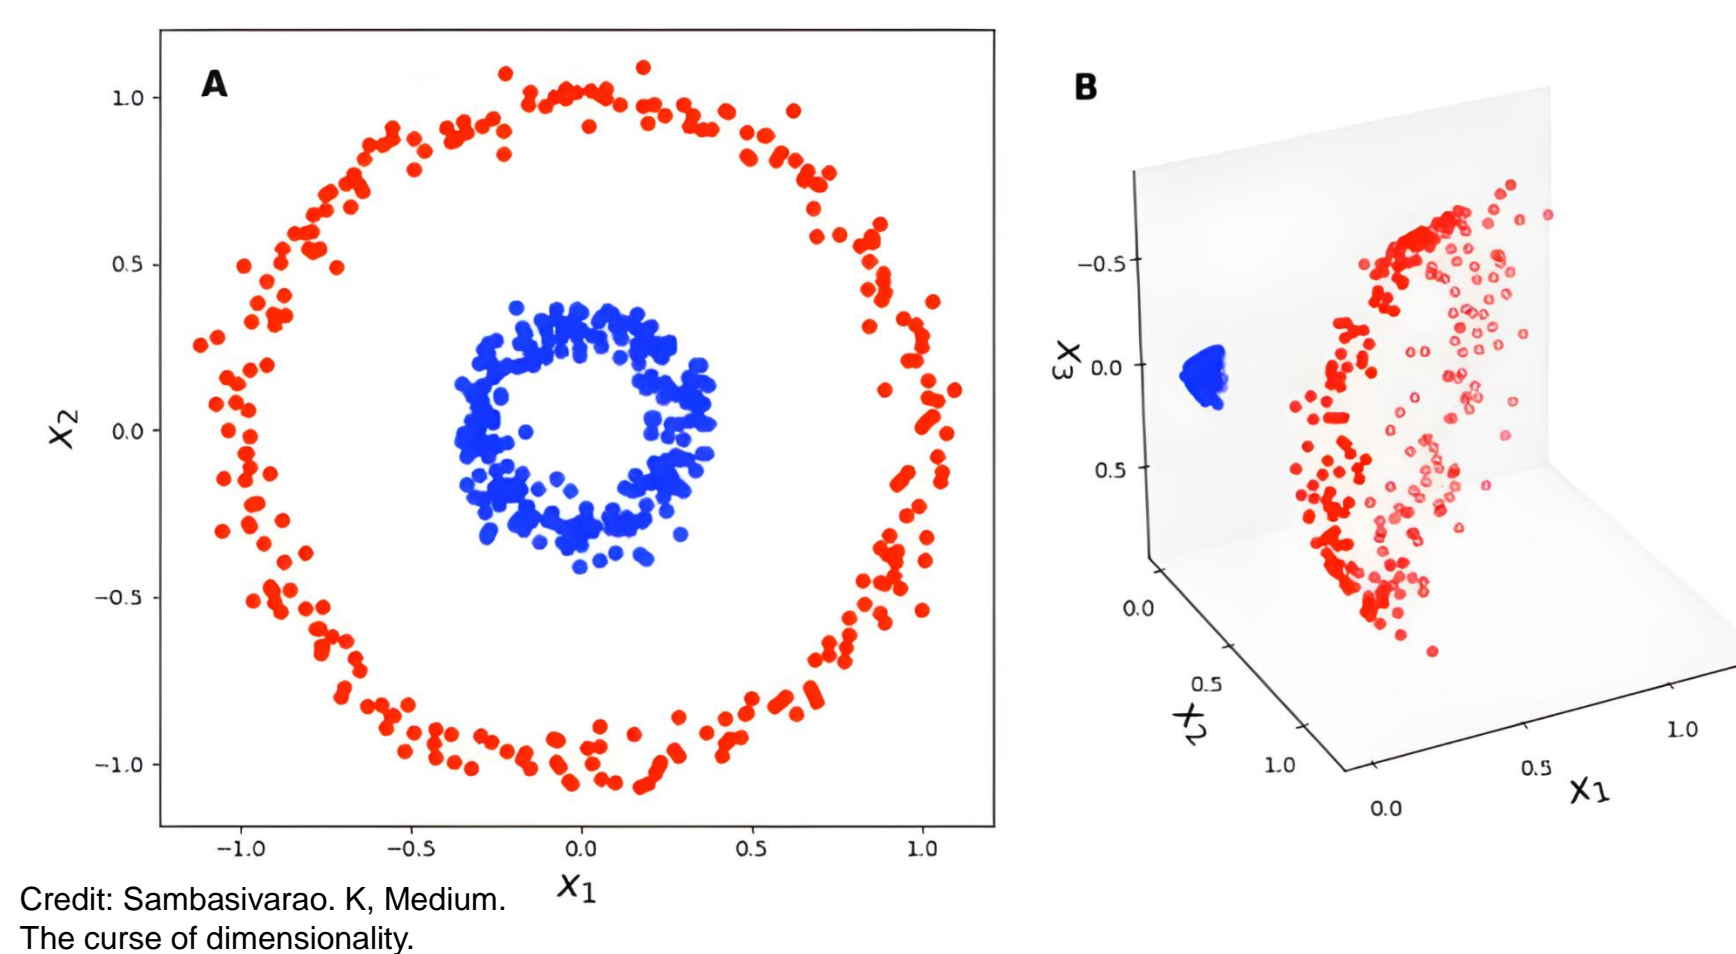 A
1.0
0.5
0.0
−0.5
−1.0
x2
−1.0 −0.5 0.0 0.5 1.0
x1
B
−0.5
0.0
0.5
x3
0.0
0.5
1.0
x2
0.0
0.5
1.0
x1
Credit: Sambasivarao. K, Medium.
The curse of dimensionality.